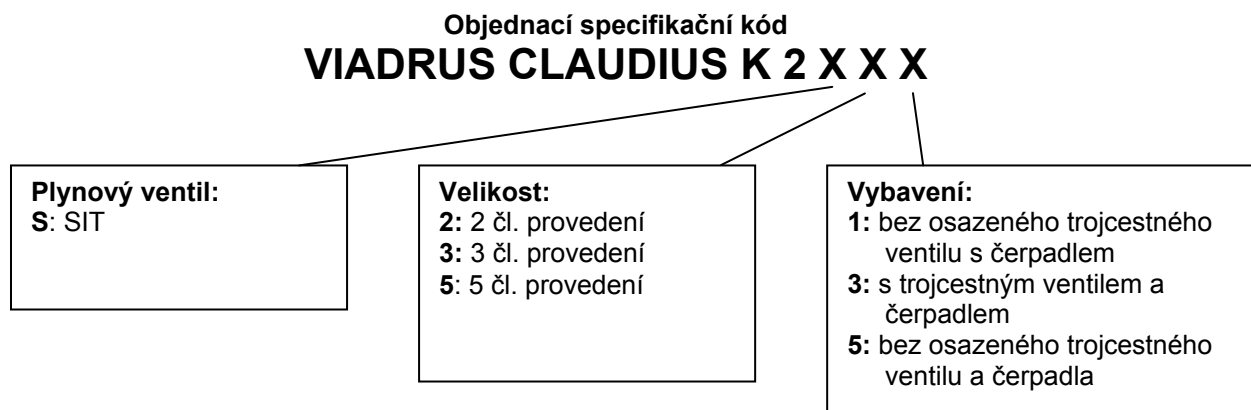 Objednací specifikační kód
VIADRUS CLAUDIUS K 2 X X X
Plynový ventil:
S: SIT
Velikost:
2: 2 čl. provedení
3: 3 čl. provedení
5: 5 čl. provedení
Vybavení:
1: bez osazeného trojcestného
ventilu s čerpadlem
3: s trojcestným ventilem a
čerpadlem
5: bez osazeného trojcestného
ventilu a čerpadla